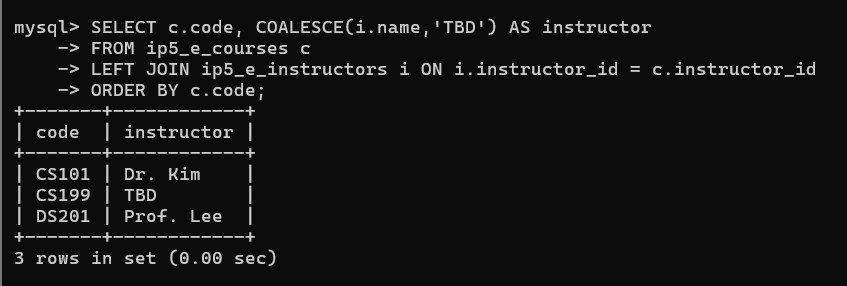 mysql> SELECT c.code, COALESCE(i.name,'TBD') AS instructor
    -> FROM ip5_e_courses c
    -> LEFT JOIN ip5_e_instructors i ON i.instructor_id = c.instructor_id
    -> ORDER BY c.code;
+-------+------------+
| code  | instructor |
+-------+------------+
| CS101 | Dr. Kim    |
| CS199 | TBD        |
| DS201 | Prof. Lee  |
+-------+------------+
3 rows in set (0.00 sec)